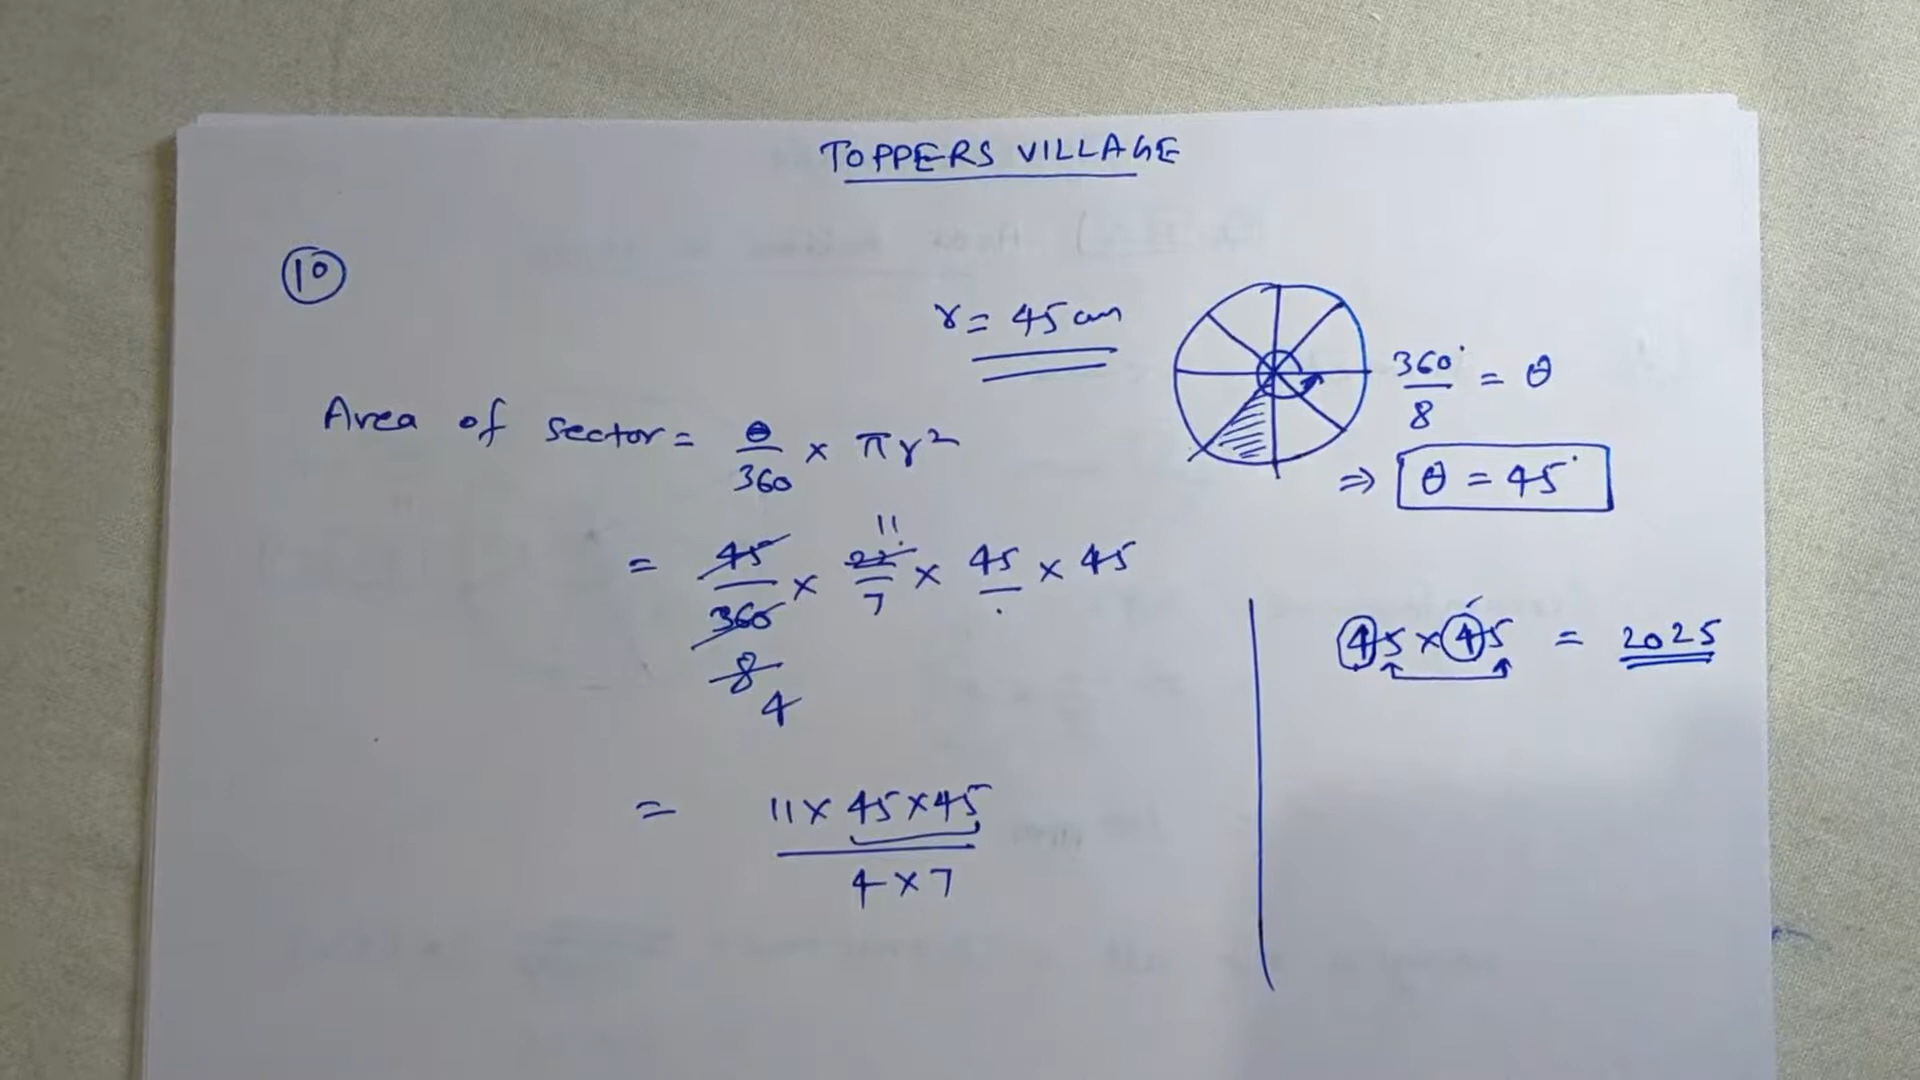 TOPPERS VILLAGE
10
r = 45 cm
360° / 8 = θ
⇒ θ = 45°
Area of sector = θ/360 × πr²
= 45/360 × 22/7 × 45 × 45
11
8
4
45 × 45 = 2025
= 11 × 45 × 45
4 × 7